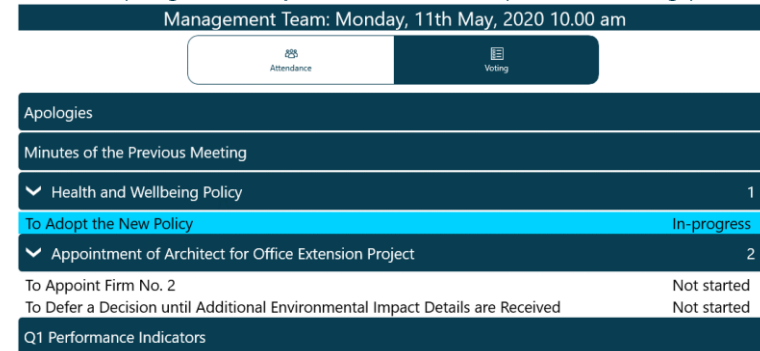 Management Team: Monday, 11th May, 2020 10.00 am
Attendance
Voting
Apologies
Minutes of the Previous Meeting
Health and Wellbeing Policy 1
To Adopt the New Policy In-progress
Appointment of Architect for Office Extension Project 2
To Appoint Firm No. 2 Not started
To Defer a Decision until Additional Environmental Impact Details are Received Not started
Q1 Performance Indicators